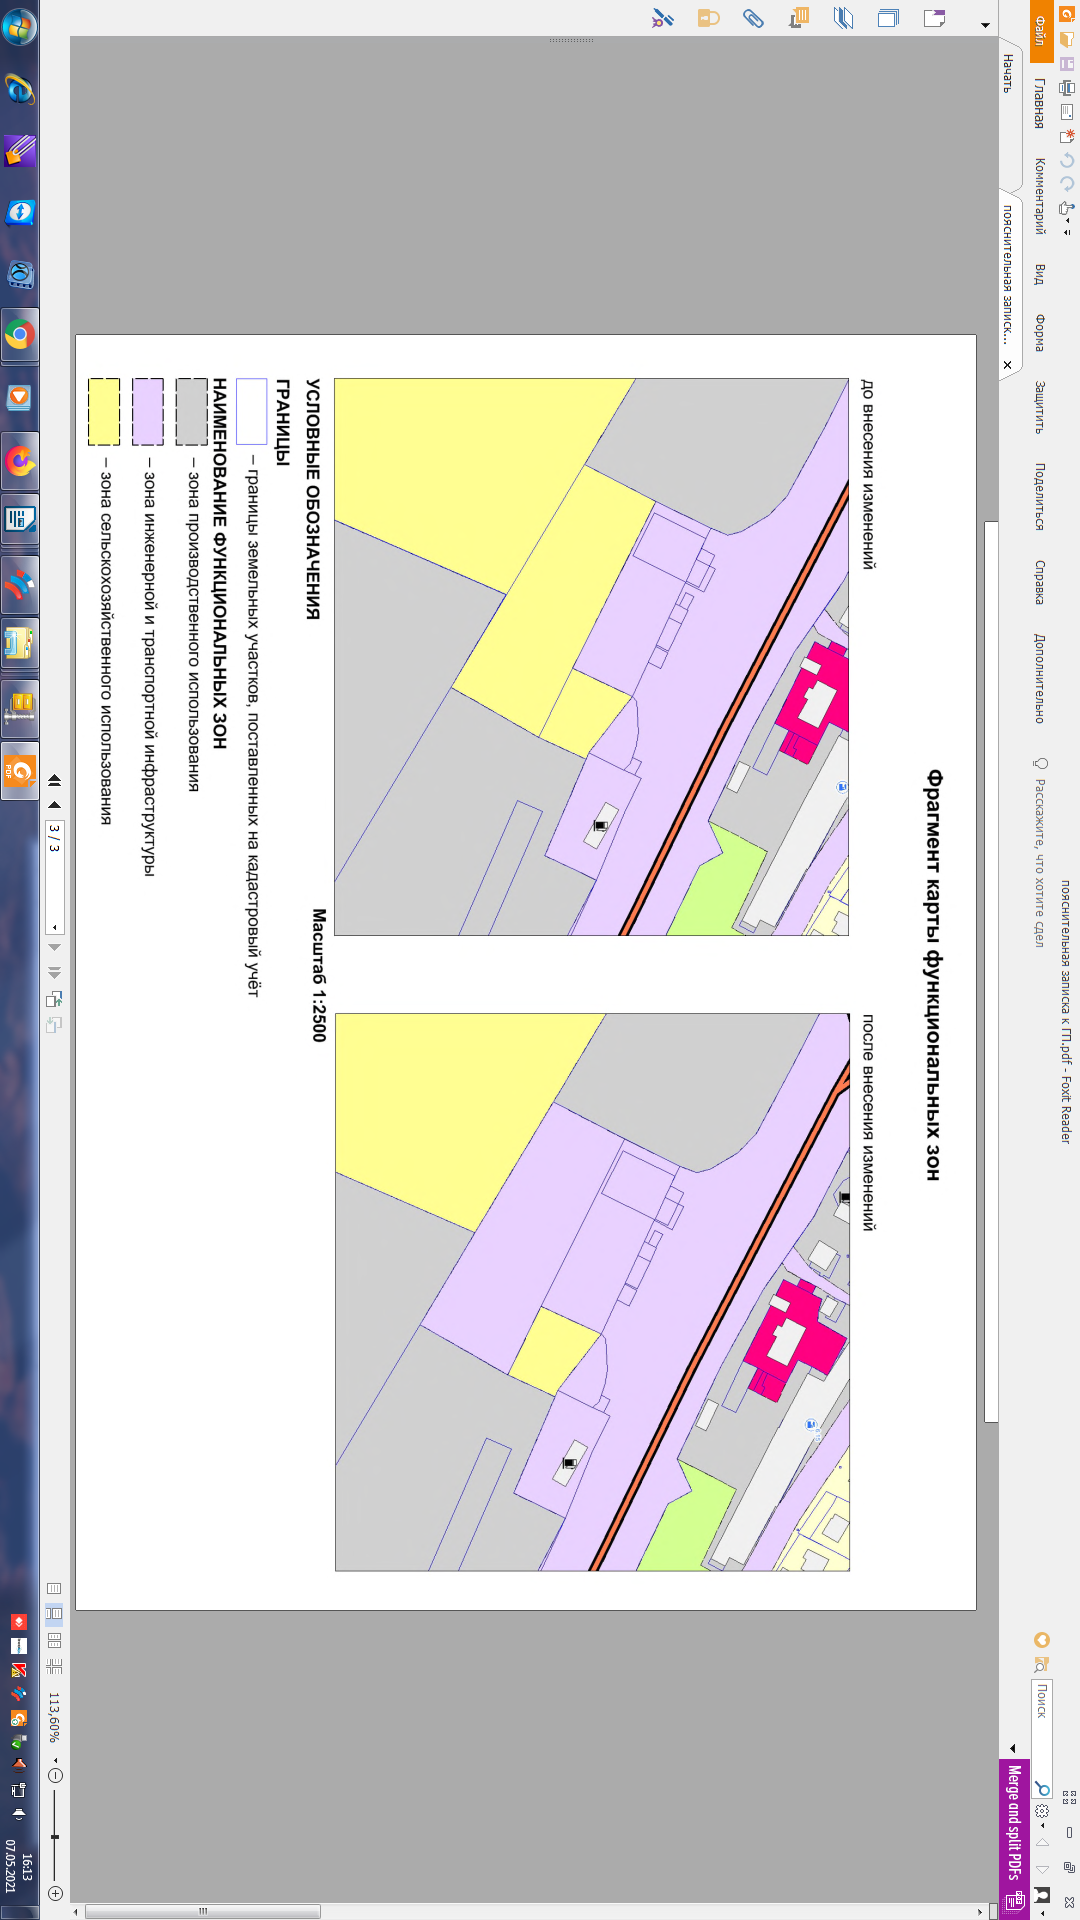 пояснительная записка к ГП.pdf - Foxit Reader
Файл Главная Комментарий Вид Форма Защитить Поделиться Справка Дополнительно Расскажите, что хотите сдел Поиск
Начать пояснительная записк... Merge and split PDFs
Фрагмент карты функциональных зон
до внесения изменений
после внесения изменений
УСЛОВНЫЕ ОБОЗНАЧЕНИЯ
Масштаб 1:2500
ГРАНИЦЫ
– границы земельных участков, поставленных на кадастровый учёт
НАИМЕНОВАНИЕ ФУНКЦИОНАЛЬНЫХ ЗОН
– зона производственного использования
– зона инженерной и транспортной инфраструктуры
– зона сельскохозяйственного использования
3 / 3
113,60%
PDF
16:13
07.05.2021